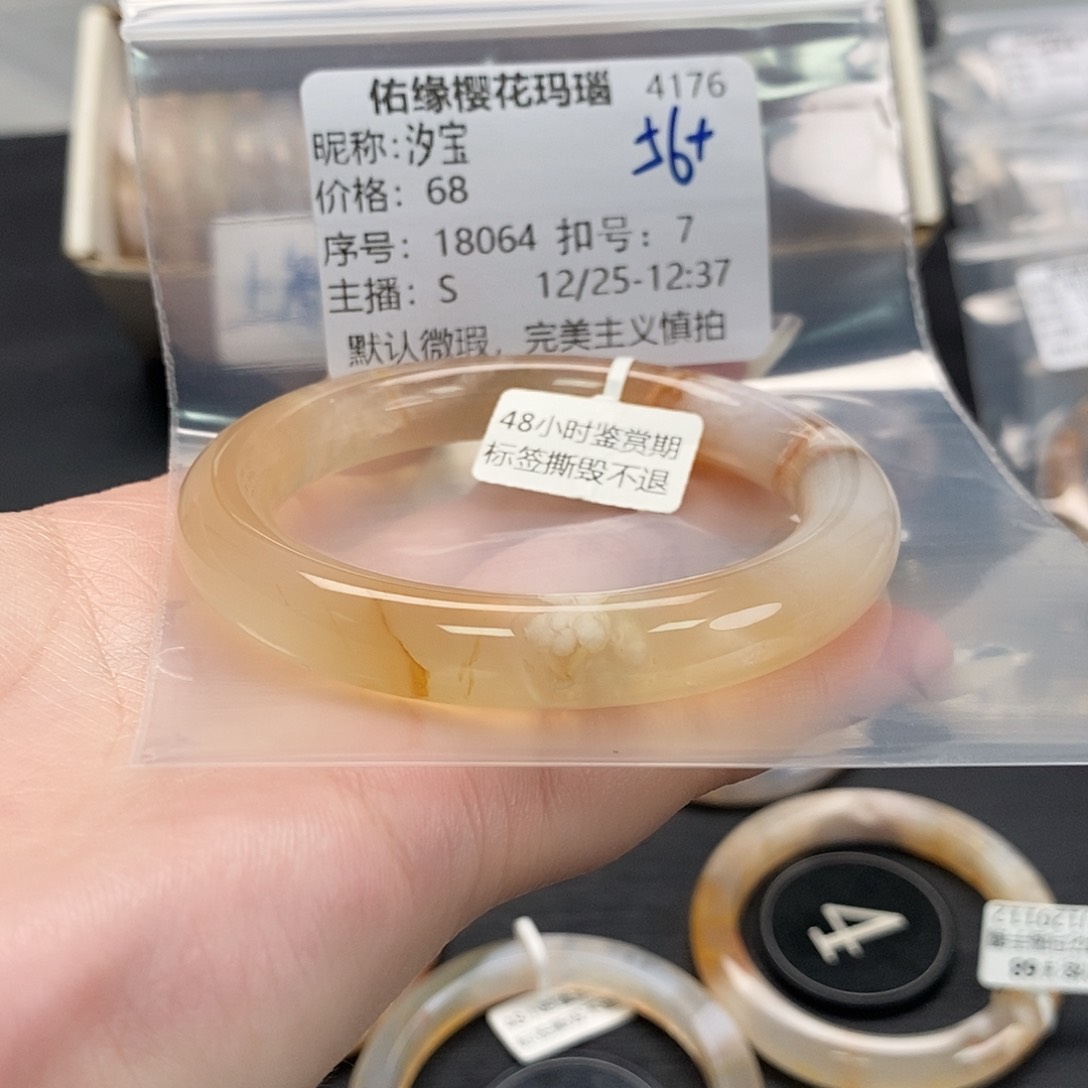 佑缘樱花玛瑙 4176
56+
昵称:汐宝
价格：68
序号：18064 扣号：7
主播：S 12/25-12:37
默认微瑕，完美主义慎拍
48小时鉴赏期
标签撕毁不退
4